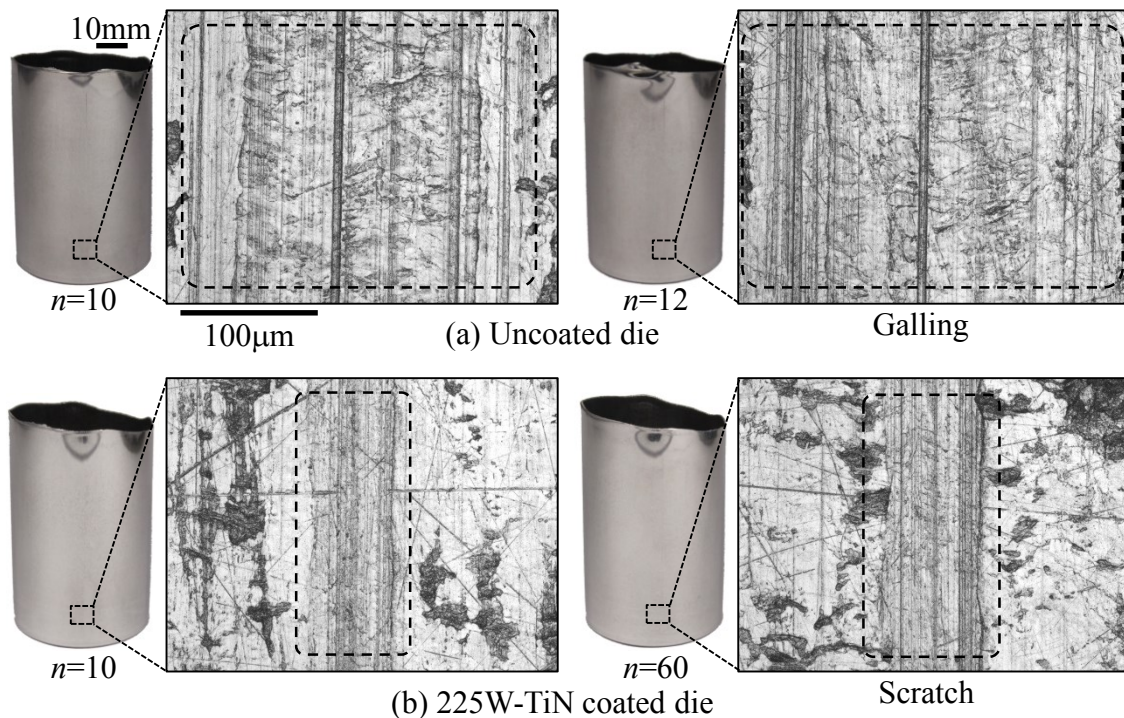 10mm
n=10
n=12
100μm
(a) Uncoated die
Galling
n=10
n=60
(b) 225W-TiN coated die
Scratch